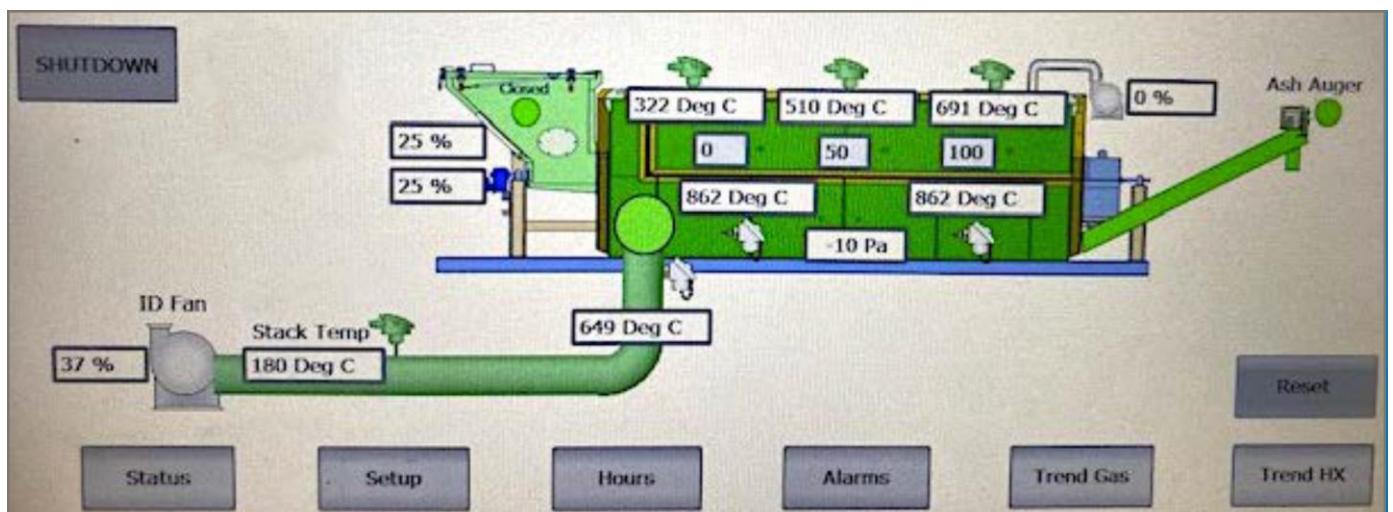 SHUTDOWN
Closed
Ash Auger
322 Deg C
510 Deg C
691 Deg C
0 %
25 %
0
50
100
25 %
862 Deg C
862 Deg C
-10 Pa
ID Fan
Stack Temp
649 Deg C
37 %
180 Deg C
Reset
Status
Setup
Hours
Alarms
Trend Gas
Trend HX